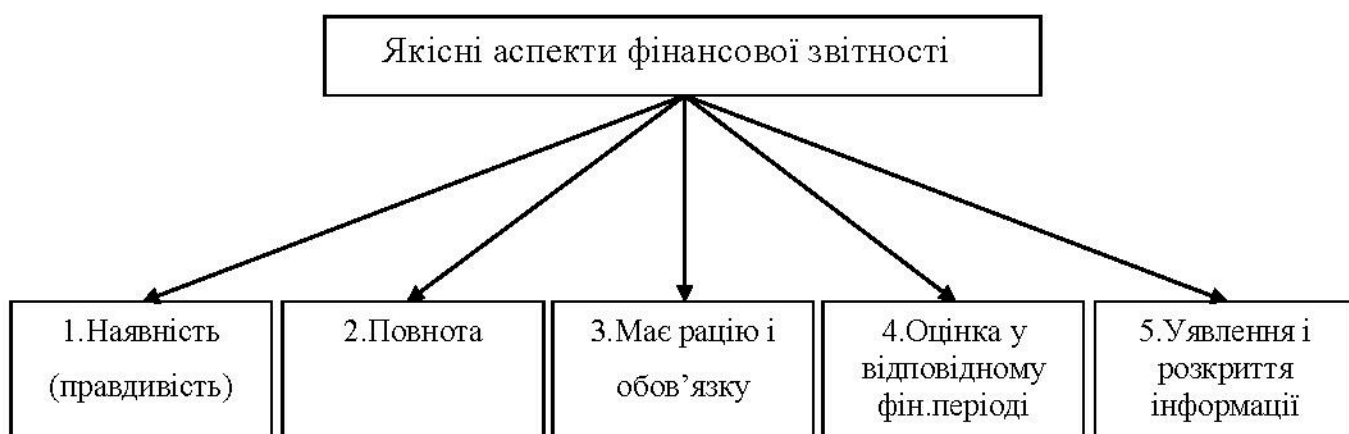 Якісні аспекти фінансової звітності
1.Наявність
(правдивість)
2.Повнота
3.Має рацію і
обов’язку
4.Оцінка у
відповідному
фін.періоді
5.Уявлення і
розкриття
інформації